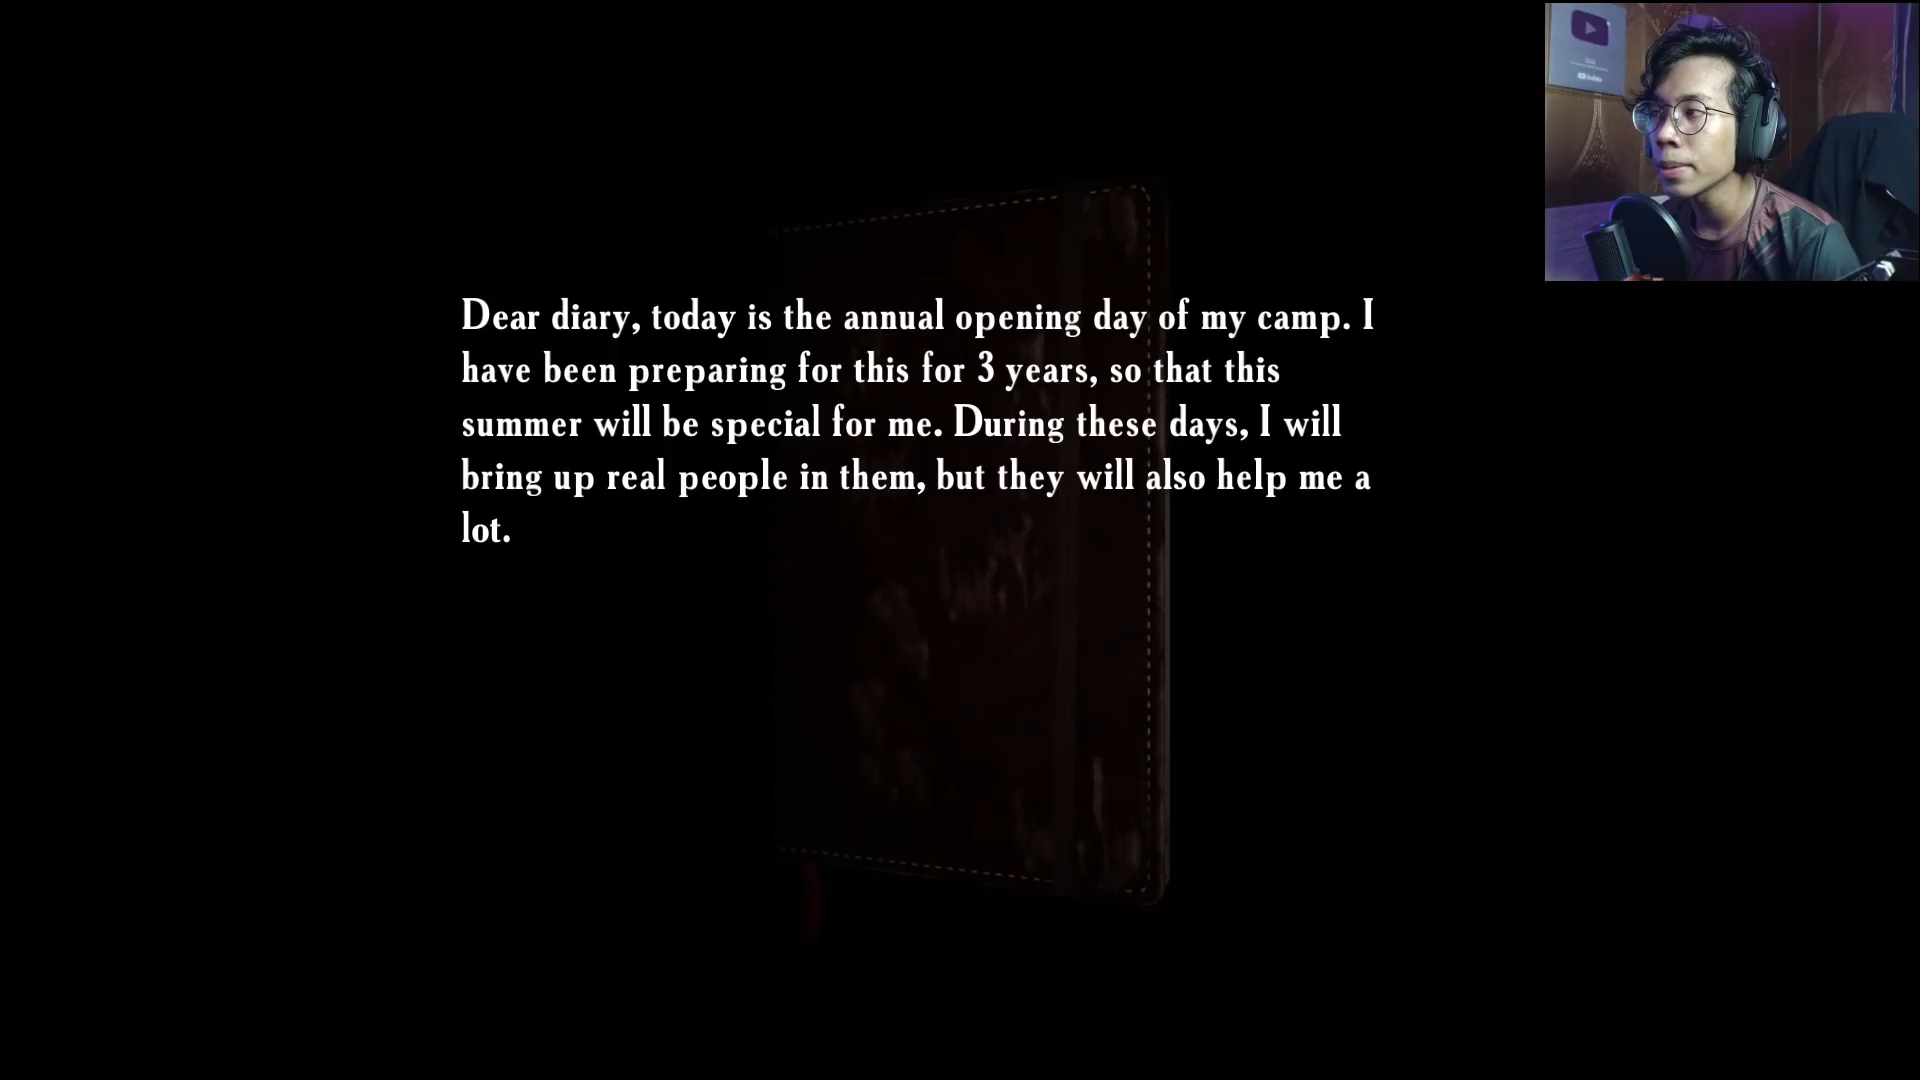 Dear diary, today is the annual opening day of my camp. I
have been preparing for this for 3 years, so that this
summer will be special for me. During these days, I will
bring up real people in them, but they will also help me a
lot.